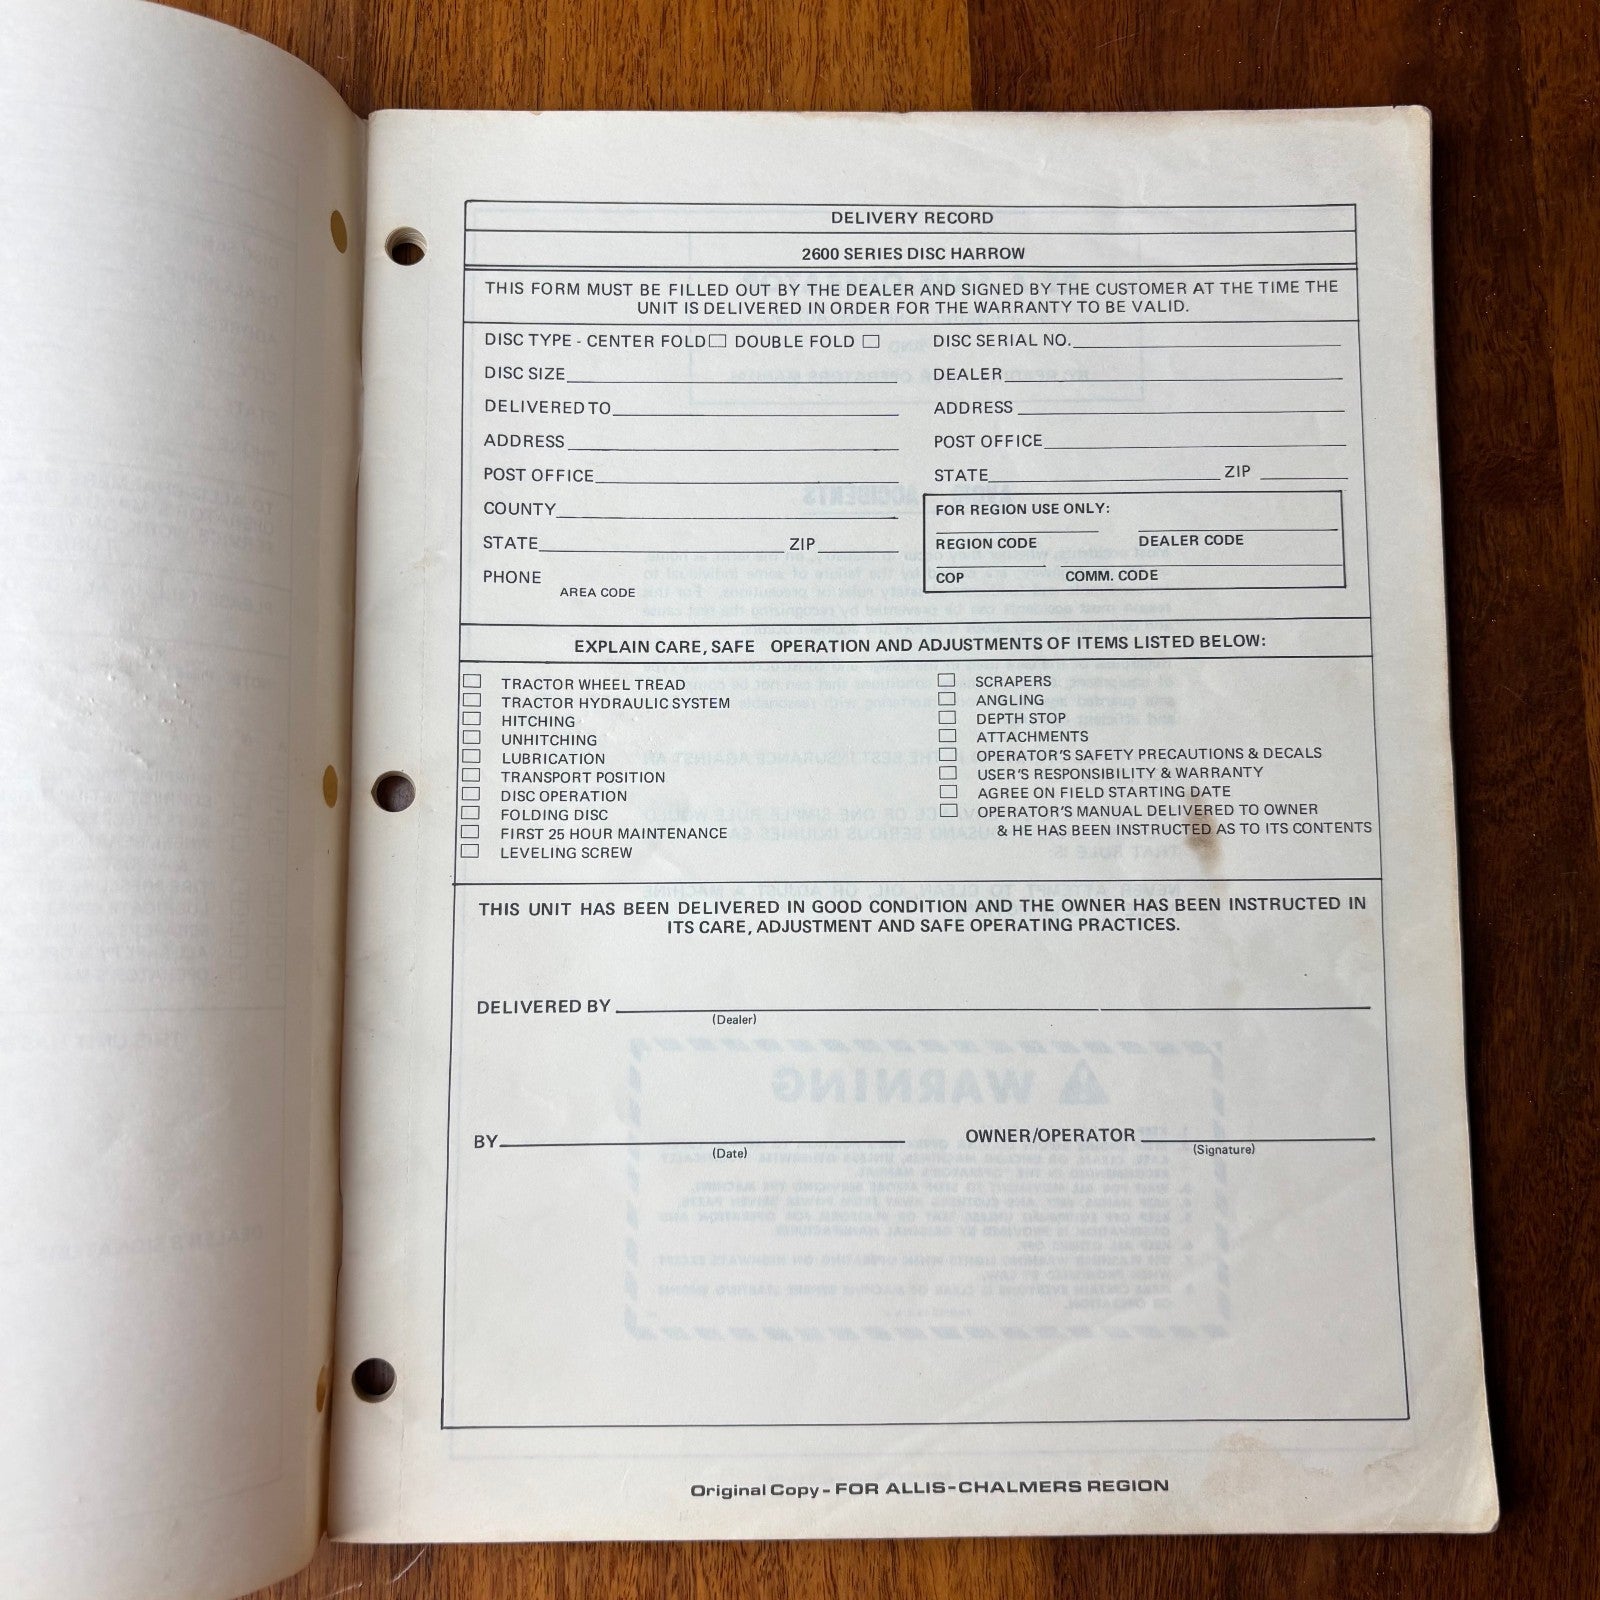 DELIVERY RECORD
2600 SERIES DISC HARROW
THIS FORM MUST BE FILLED OUT BY THE DEALER AND SIGNED BY THE CUSTOMER AT THE TIME THE
UNIT IS DELIVERED IN ORDER FOR THE WARRANTY TO BE VALID.
DISC TYPE - CENTER FOLD DOUBLE FOLD
DISC SIZE
DELIVERED TO
ADDRESS
POST OFFICE
COUNTY
STATE ZIP
PHONE
AREA CODE
DISC SERIAL NO.
DEALER
ADDRESS
POST OFFICE
STATE ZIP
FOR REGION USE ONLY:
REGION CODE DEALER CODE
COP COMM. CODE
EXPLAIN CARE, SAFE OPERATION AND ADJUSTMENTS OF ITEMS LISTED BELOW:
TRACTOR WHEEL TREAD
TRACTOR HYDRAULIC SYSTEM
HITCHING
UNHITCHING
LUBRICATION
TRANSPORT POSITION
DISC OPERATION
FOLDING DISC
FIRST 25 HOUR MAINTENANCE
LEVELING SCREW
SCRAPERS
ANGLING
DEPTH STOP
ATTACHMENTS
OPERATOR'S SAFETY PRECAUTIONS & DECALS
USER'S RESPONSIBILITY & WARRANTY
AGREE ON FIELD STARTING DATE
OPERATOR'S MANUAL DELIVERED TO OWNER
& HE HAS BEEN INSTRUCTED AS TO ITS CONTENTS
THIS UNIT HAS BEEN DELIVERED IN GOOD CONDITION AND THE OWNER HAS BEEN INSTRUCTED IN
ITS CARE, ADJUSTMENT AND SAFE OPERATING PRACTICES.
DELIVERED BY
(Dealer)
BY OWNER/OPERATOR
(Date) (Signature)
Original Copy - FOR ALLIS-CHALMERS REGION